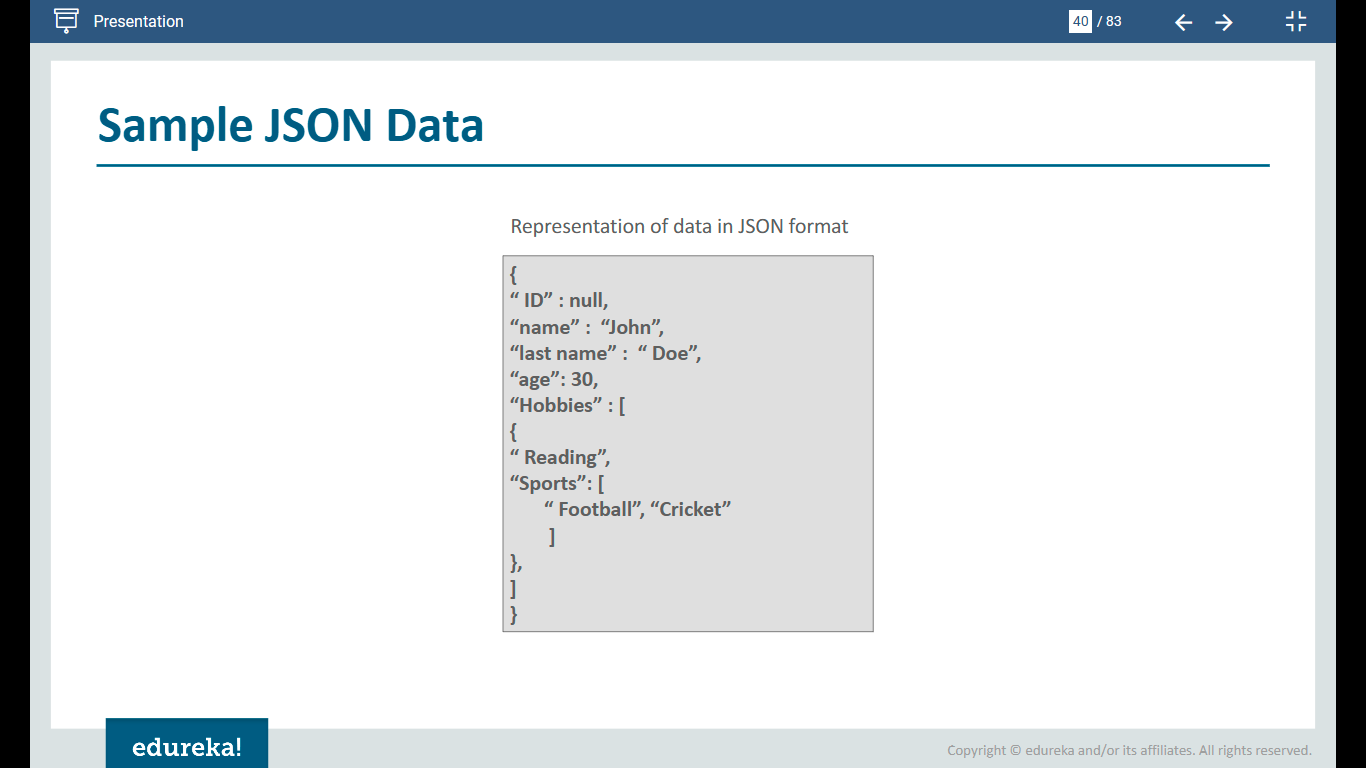 Presentation
40 / 83
Sample JSON Data
Representation of data in JSON format
{
“ ID” : null,
“name” :  “John”,
“last name” :  “ Doe”,
“age”: 30,
“Hobbies” : [
{
“ Reading”,
“Sports”: [
“ Football”, “Cricket”
]
},
]
}
edureka!
Copyright © edureka and/or its affiliates. All rights reserved.